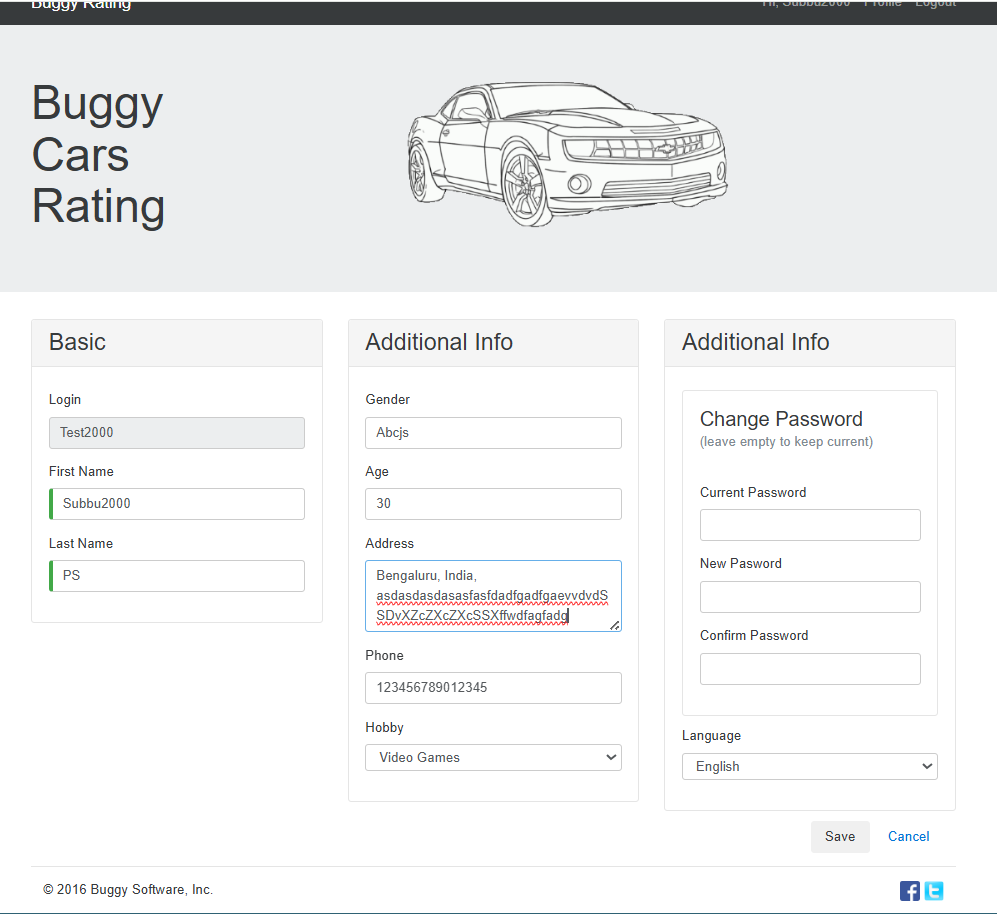 Buggy Rating
Hi, Subbu2000 Profile Logout
Buggy
Cars
Rating
Basic
Login
Test2000
First Name
Subbu2000
Last Name
PS
Additional Info
Gender
Abcjs
Age
30
Address
Bengaluru, India,
asdasdasdasasfasfdadfgadfgaevvdvdS
SDvXZcZXcZXcSSXffwdfagfadg
Phone
123456789012345
Hobby
Video Games
Additional Info
Change Password
(leave empty to keep current)
Current Password
New Pasword
Confirm Password
Language
English
Save Cancel
© 2016 Buggy Software, Inc.